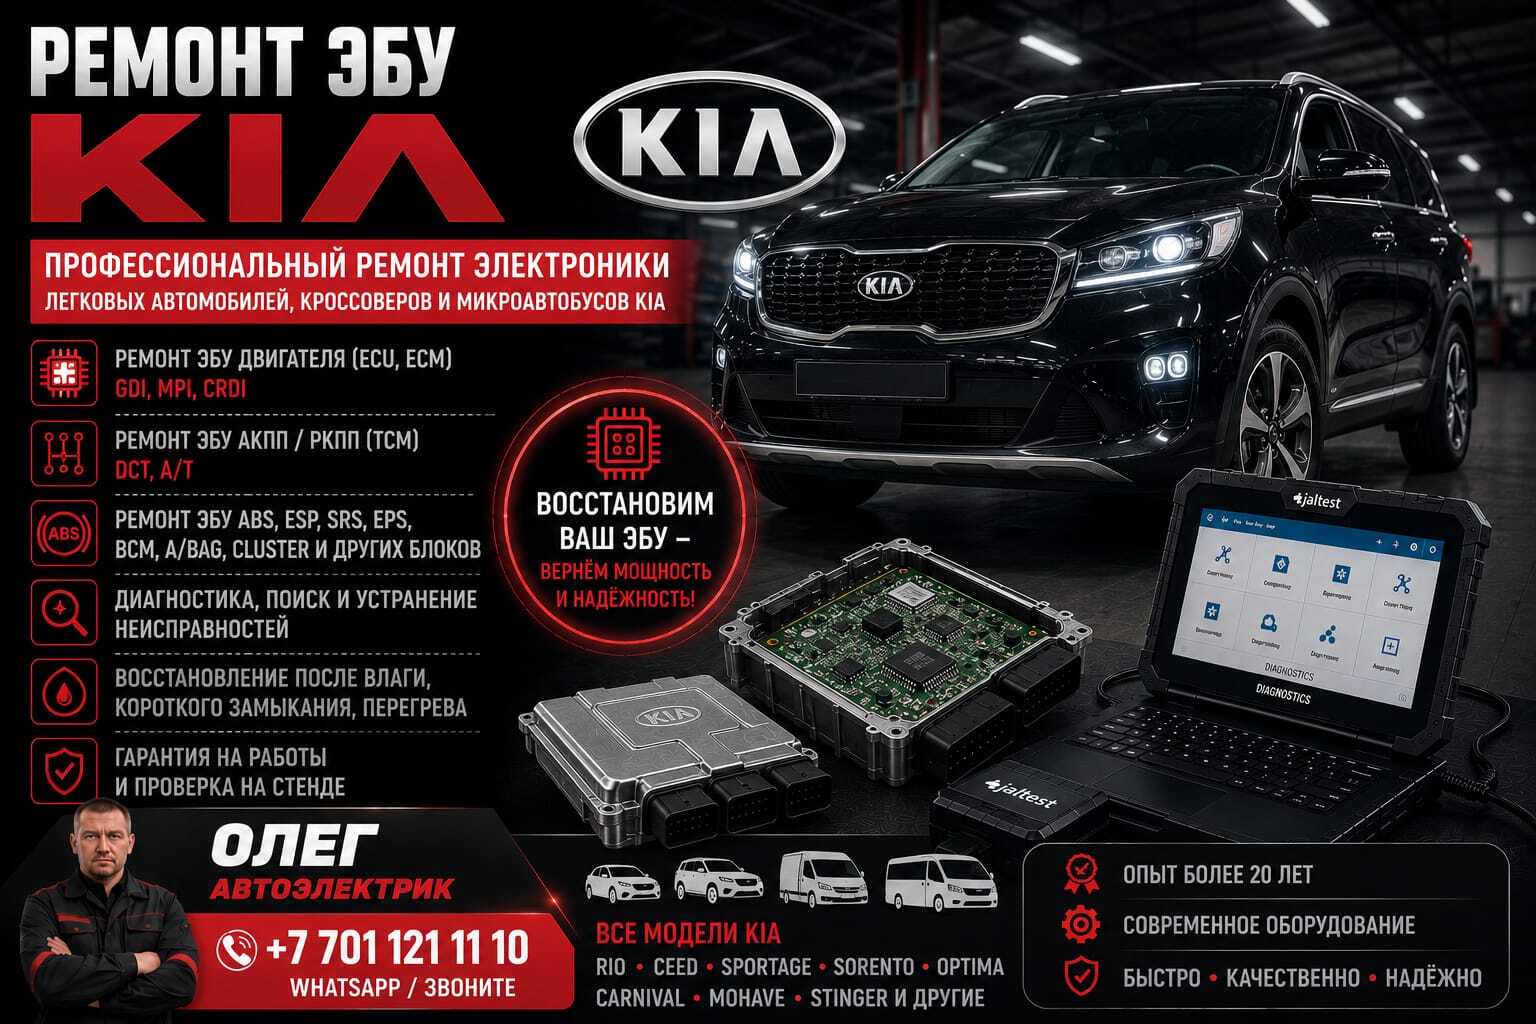 РЕМОНТ ЭБУ
KIA
KIA
ПРОФЕССИОНАЛЬНЫЙ РЕМОНТ ЭЛЕКТРОНИКИ
ЛЕГКОВЫХ АВТОМОБИЛЕЙ, КРОССОВЕРОВ И МИКРОАВТОБУСОВ KIA
KIA
РЕМОНТ ЭБУ ДВИГАТЕЛЯ (ECU, ECM)
GDI, MPI, CRDI
РЕМОНТ ЭБУ АКПП / РКПП (TCM)
DCT, A/T
ABS
РЕМОНТ ЭБУ ABS, ESP, SRS, EPS,
BCM, A/BAG, CLUSTER И ДРУГИХ БЛОКОВ
ДИАГНОСТИКА, ПОИСК И УСТРАНЕНИЕ
НЕИСПРАВНОСТЕЙ
ВОССТАНОВЛЕНИЕ ПОСЛЕ ВЛАГИ,
КОРОТКОГО ЗАМЫКАНИЯ, ПЕРЕГРЕВА
ГАРАНТИЯ НА РАБОТЫ
И ПРОВЕРКА НА СТЕНДЕ
ВОССТАНОВИМ
ВАШ ЭБУ –
ВЕРНЁМ МОЩНОСТЬ
И НАДЁЖНОСТЬ!
KIA
jaltest
DIAGNOSTICS
DIAGNOSTICS
jaltest
ОЛЕГ
АВТОЭЛЕКТРИК
+7 701 121 11 10
WHATSAPP / ЗВОНИТЕ
ВСЕ МОДЕЛИ KIA
RIO • CEED • SPORTAGE • SORENTO • OPTIMA
CARNIVAL • MOHAVE • STINGER И ДРУГИЕ
ОПЫТ БОЛЕЕ 20 ЛЕТ
СОВРЕМЕННОЕ ОБОРУДОВАНИЕ
БЫСТРО • КАЧЕСТВЕННО • НАДЁЖНО